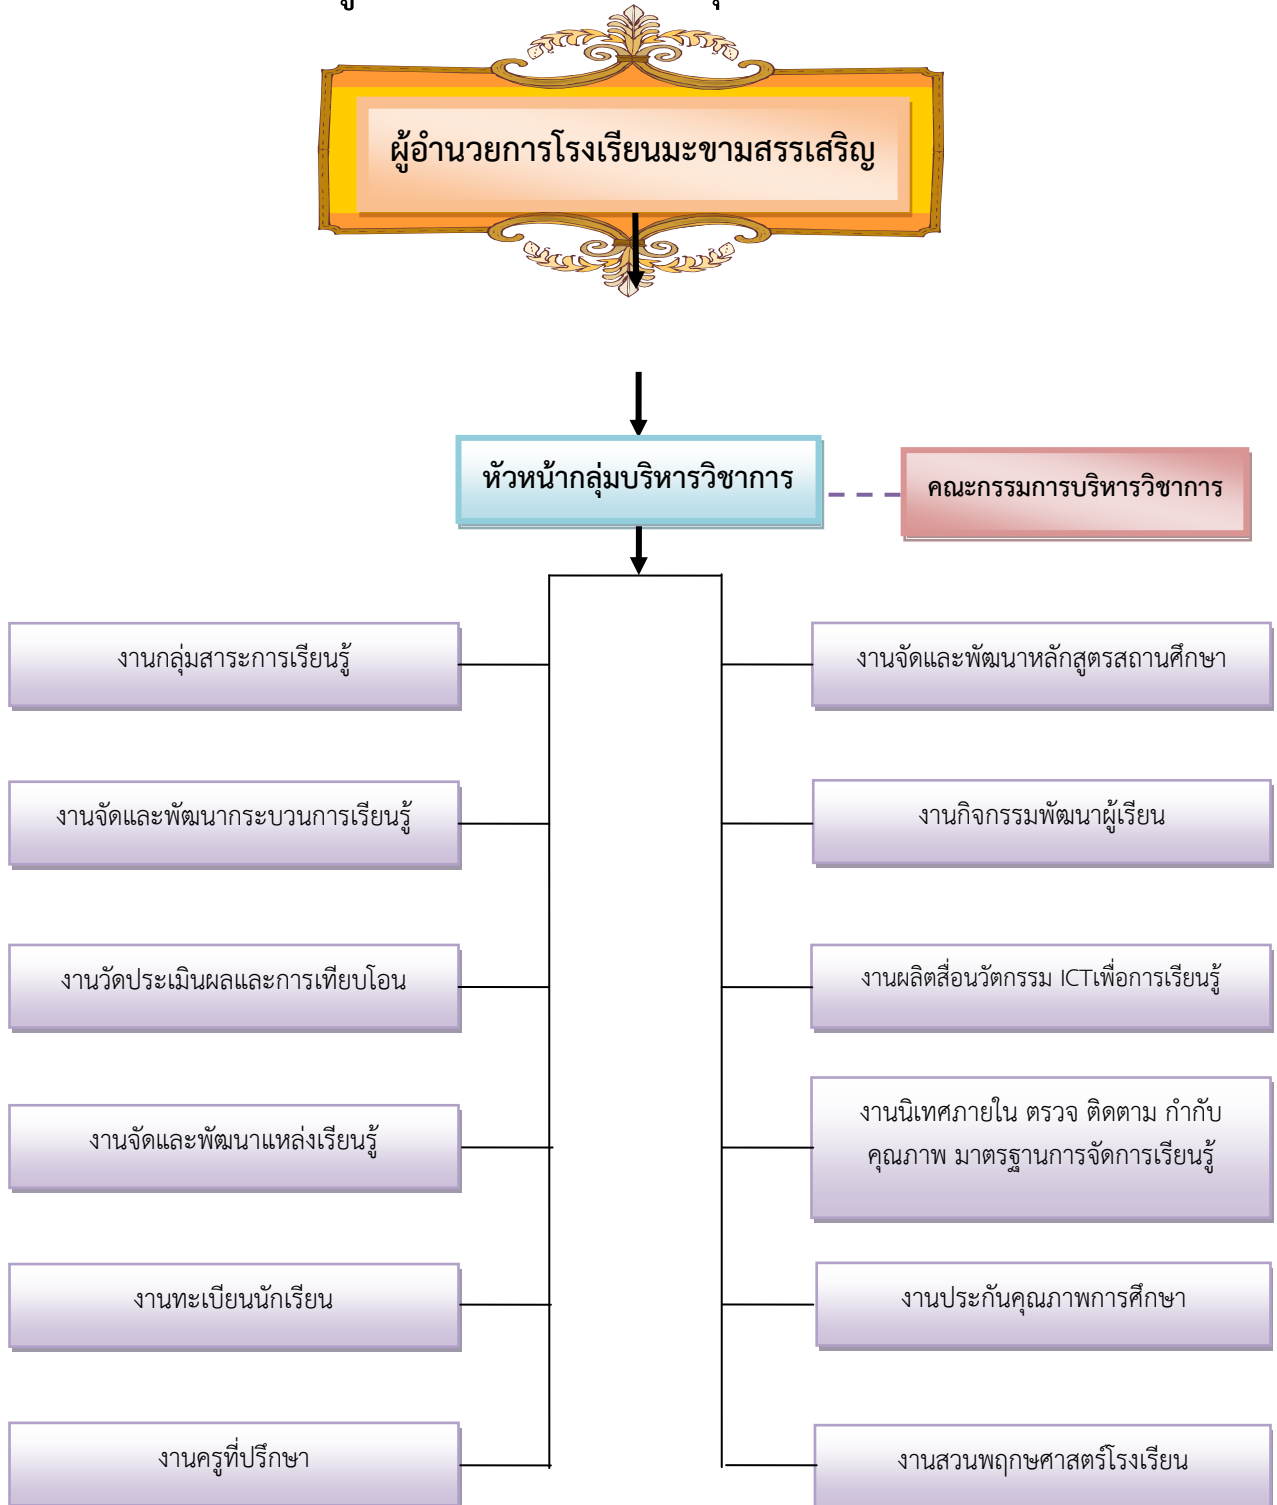 ผู้อำนวยการโรงเรียนมะขามสรรเสริญ
หัวหน้ากลุ่มบริหารวิชาการ
คณะกรรมการบริหารวิชาการ
งานกลุ่มสาระการเรียนรู้
งานจัดและพัฒนาหลักสูตรสถานศึกษา
งานจัดและพัฒนากระบวนการเรียนรู้
งานกิจกรรมพัฒนาผู้เรียน
งานวัดประเมินผลและการเทียบโอน
งานผลิตสื่อนวัตกรรม ICTเพื่อการเรียนรู้
งานจัดและพัฒนาแหล่งเรียนรู้
งานนิเทศภายใน ตรวจ ติดตาม กำกับ
คุณภาพ มาตรฐานการจัดการเรียนรู้
งานทะเบียนนักเรียน
งานประกันคุณภาพการศึกษา
งานครูที่ปรึกษา
งานสวนพฤกษศาสตร์โรงเรียน